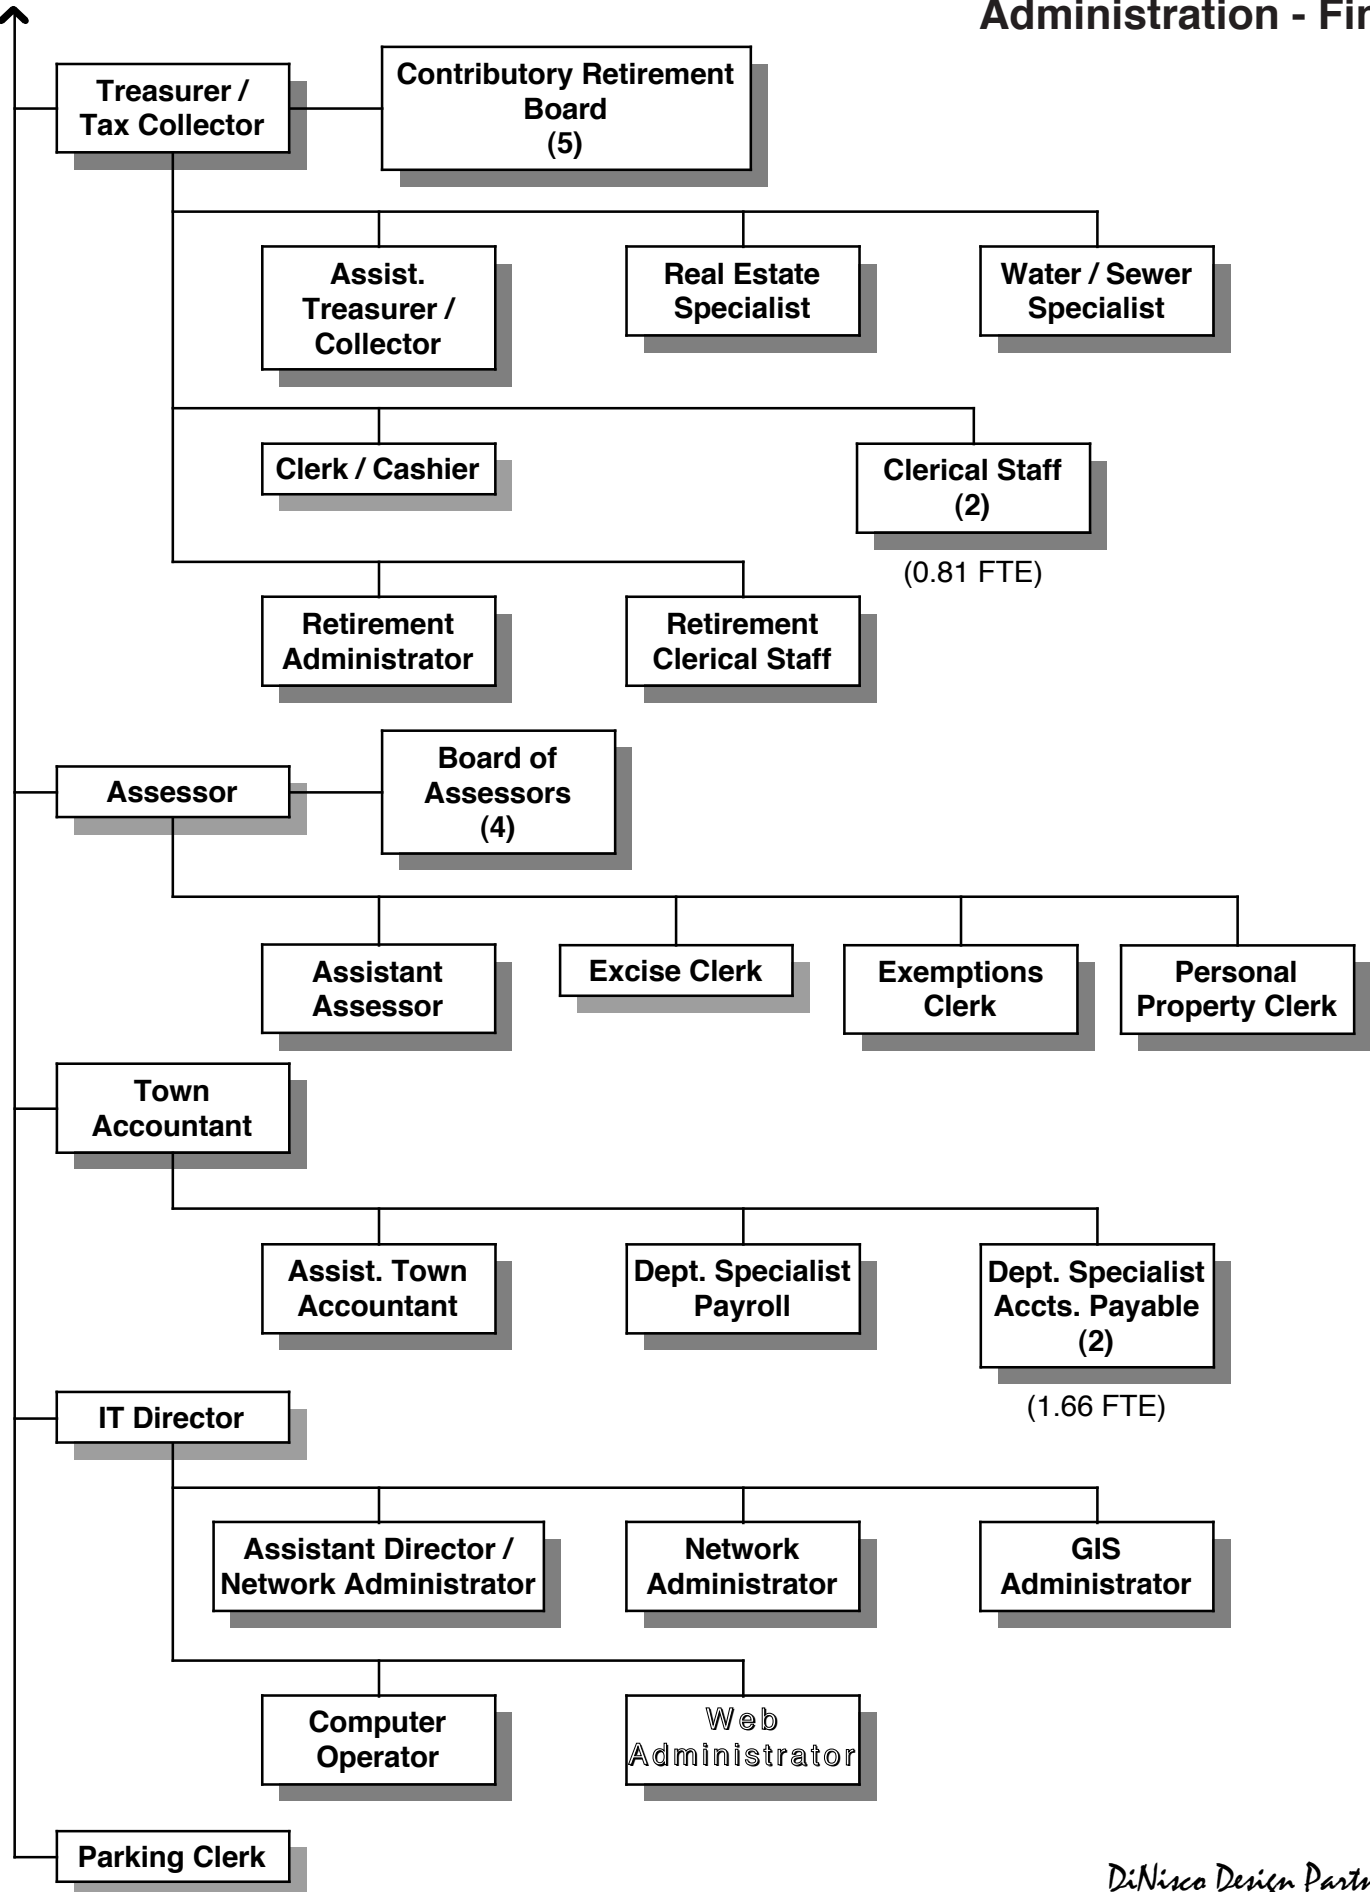 Administration - Fin
Treasurer /
Tax Collector
Contributory Retirement
Board
(5)
Assist.
Treasurer /
Collector
Real Estate
Specialist
Water / Sewer
Specialist
Clerk / Cashier
Clerical Staff
(2)
(0.81 FTE)
Retirement
Administrator
Retirement
Clerical Staff
Assessor
Board of
Assessors
(4)
Assistant
Assessor
Excise Clerk
Exemptions
Clerk
Personal
Property Clerk
Town
Accountant
Assist. Town
Accountant
Dept. Specialist
Payroll
Dept. Specialist
Accts. Payable
(2)
(1.66 FTE)
IT Director
Assistant Director /
Network Administrator
Network
Administrator
GIS
Administrator
Computer
Operator
Web
Administrator
Parking Clerk
DiNisco Design Partn